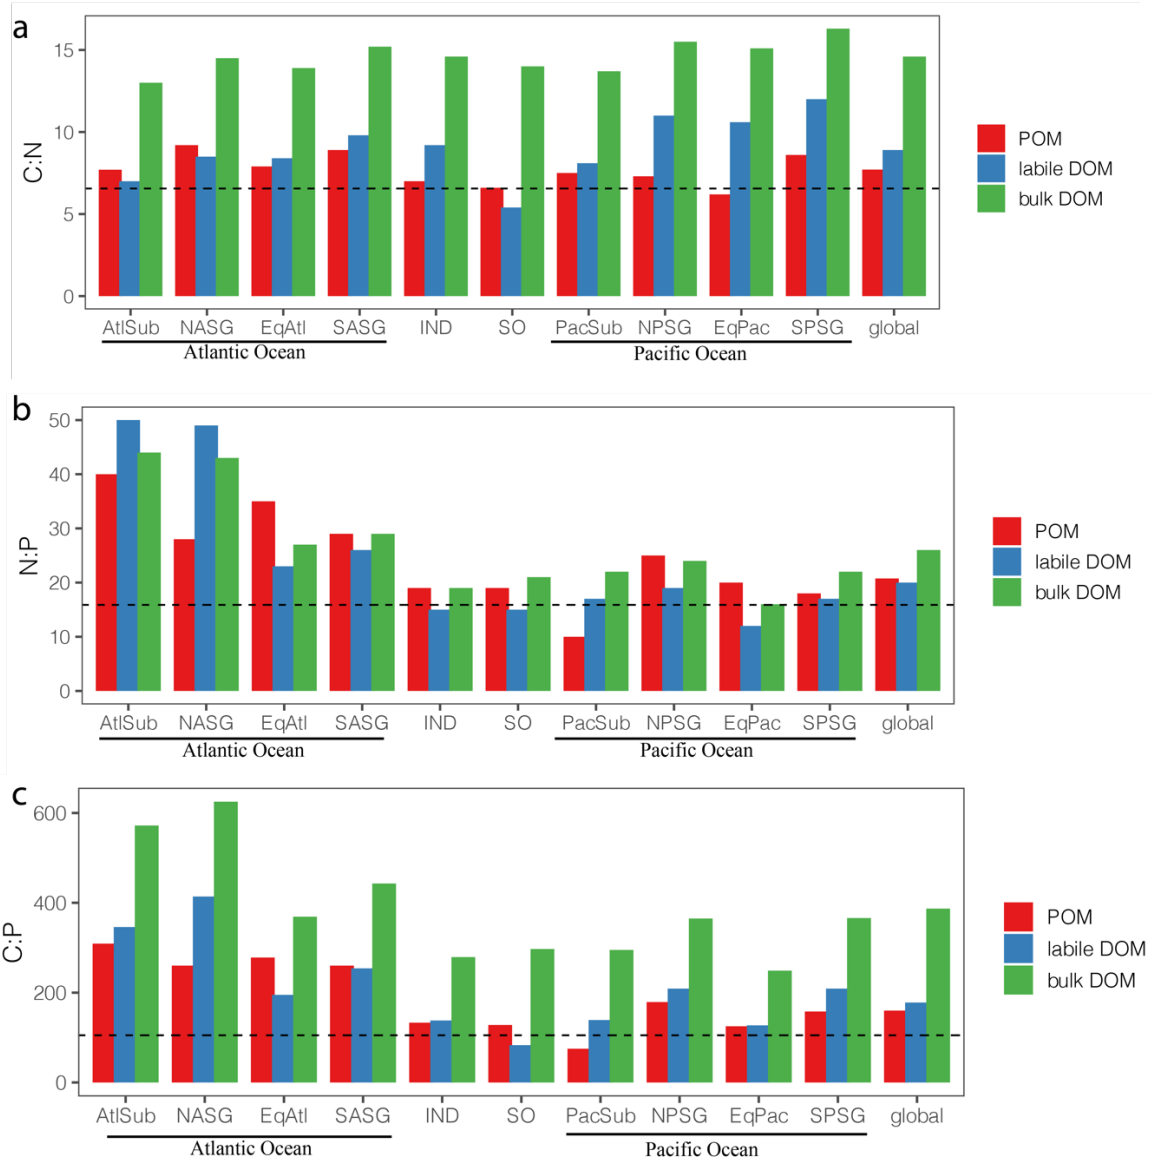 a
C:N
15
10
5
0
POM
labile DOM
bulk DOM
AtlSub NASG EqAtl SASG IND SO PacSub NPSG EqPac SPSG global
Atlantic Ocean Pacific Ocean
b
N:P
50
40
30
20
10
0
POM
labile DOM
bulk DOM
AtlSub NASG EqAtl SASG IND SO PacSub NPSG EqPac SPSG global
Atlantic Ocean Pacific Ocean
c
C:P
600
400
200
0
POM
labile DOM
bulk DOM
AtlSub NASG EqAtl SASG IND SO PacSub NPSG EqPac SPSG global
Atlantic Ocean Pacific Ocean